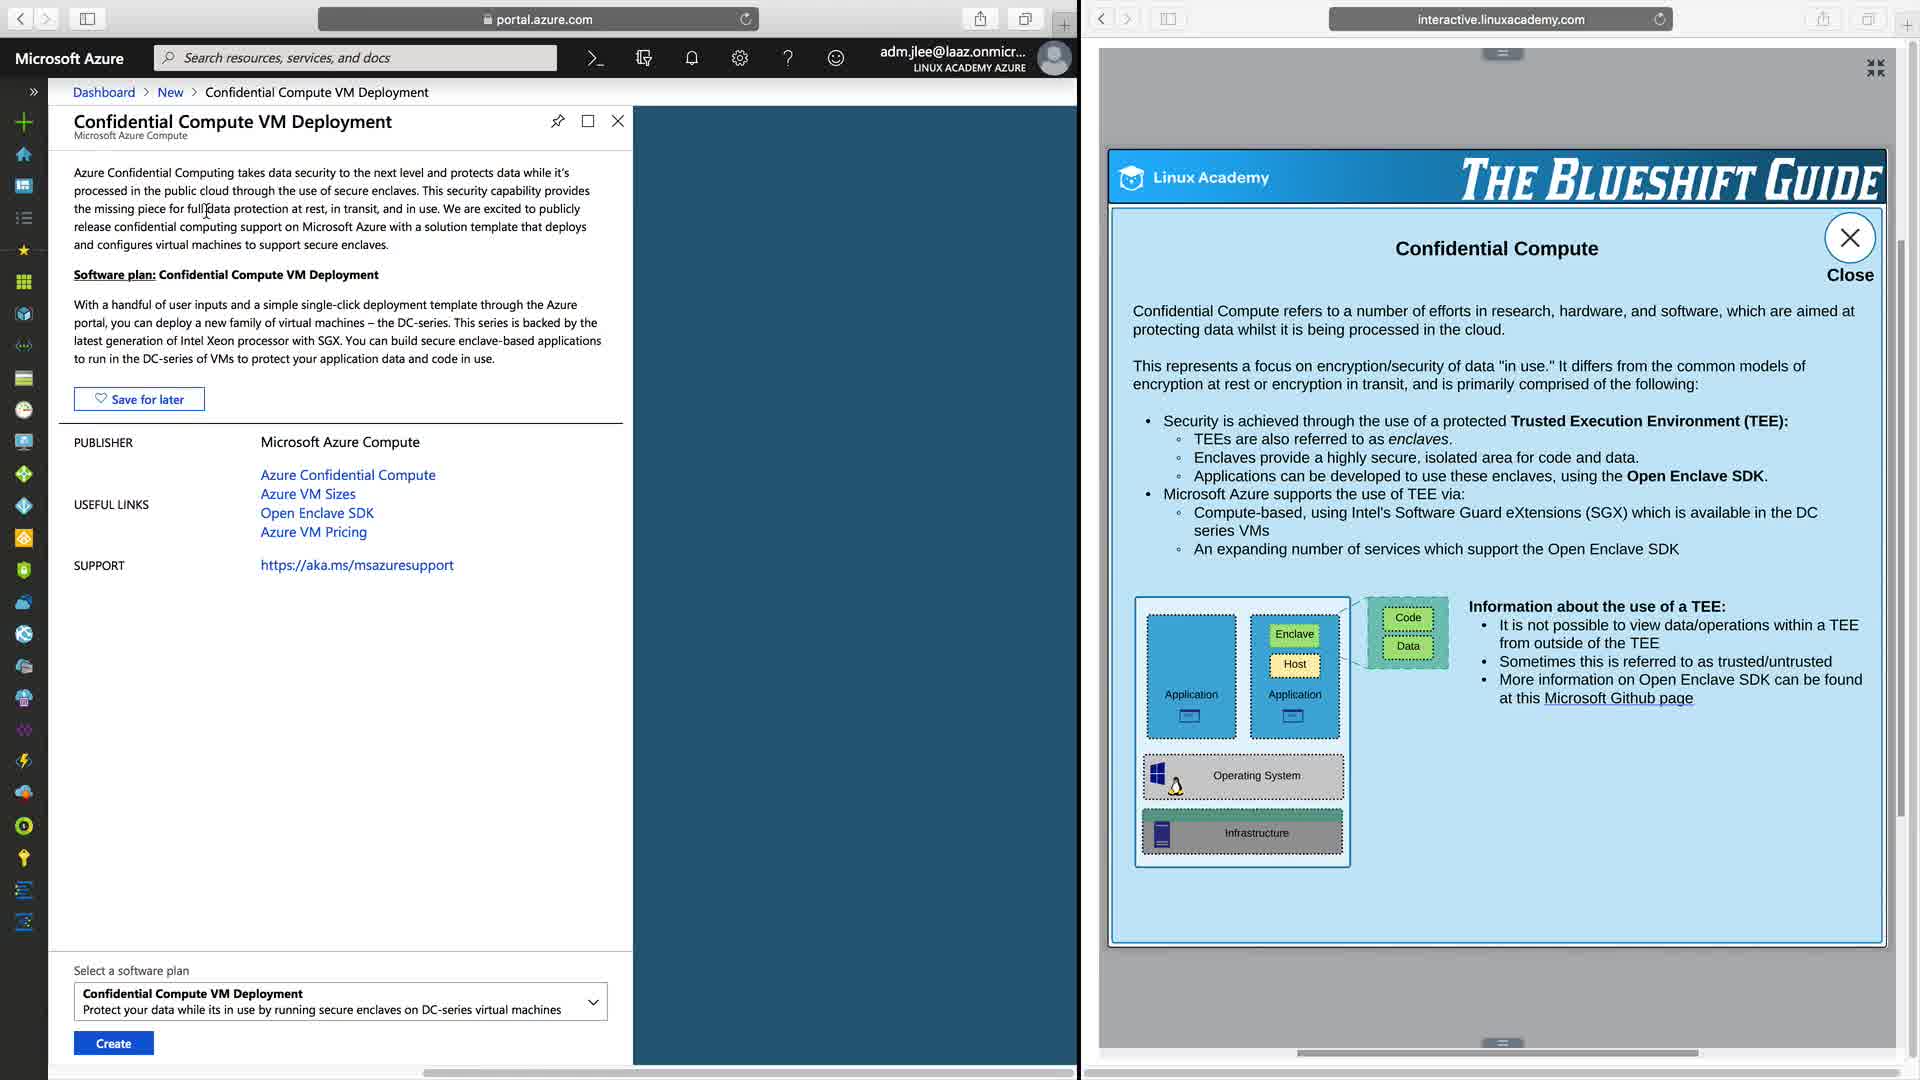 portal.azure.com
interactive.linuxacademy.com
Microsoft Azure
Search resources, services, and docs
adm.jlee@laaz.onmicr...
LINUX ACADEMY AZURE
Dashboard > New > Confidential Compute VM Deployment
Confidential Compute VM Deployment
Microsoft Azure Compute
Azure Confidential Computing takes data security to the next level and protects data while it's
processed in the public cloud through the use of secure enclaves. This security capability provides
the missing piece for full data protection at rest, in transit, and in use. We are excited to publicly
release confidential computing support on Microsoft Azure with a solution template that deploys
and configures virtual machines to support secure enclaves.
Software plan: Confidential Compute VM Deployment
With a handful of user inputs and a simple single-click deployment template through the Azure
portal, you can deploy a new family of virtual machines – the DC-series. This series is backed by the
latest generation of Intel Xeon processor with SGX. You can build secure enclave-based applications
to run in the DC-series of VMs to protect your application data and code in use.
Save for later
PUBLISHER
Microsoft Azure Compute
USEFUL LINKS
Azure Confidential Compute
Azure VM Sizes
Open Enclave SDK
Azure VM Pricing
SUPPORT
https://aka.ms/msazuresupport
Select a software plan
Confidential Compute VM Deployment
Protect your data while its in use by running secure enclaves on DC-series virtual machines
Create
Linux Academy
THE BLUESHIFT GUIDE
Confidential Compute
Close
Confidential Compute refers to a number of efforts in research, hardware, and software, which are aimed at
protecting data whilst it is being processed in the cloud.
This represents a focus on encryption/security of data "in use." It differs from the common models of
encryption at rest or encryption in transit, and is primarily comprised of the following:
• Security is achieved through the use of a protected Trusted Execution Environment (TEE):
◦ TEEs are also referred to as enclaves.
◦ Enclaves provide a highly secure, isolated area for code and data.
◦ Applications can be developed to use these enclaves, using the Open Enclave SDK.
• Microsoft Azure supports the use of TEE via:
◦ Compute-based, using Intel's Software Guard eXtensions (SGX) which is available in the DC
series VMs
◦ An expanding number of services which support the Open Enclave SDK
Enclave
Host
Application
Application
Code
Data
Operating System
Infrastructure
Information about the use of a TEE:
• It is not possible to view data/operations within a TEE
from outside of the TEE
• Sometimes this is referred to as trusted/untrusted
• More information on Open Enclave SDK can be found
at this Microsoft Github page